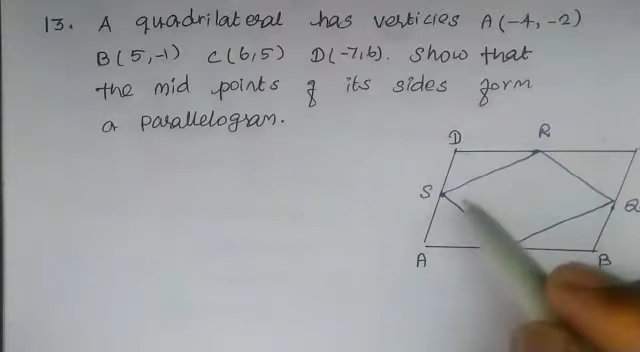 13. A quadrilateral has verticies A(-4,-2)
B(5,-1) C(6,5) D(-7,6). Show that
the mid points of its sides form
a parallelogram.
D R
S Q
A B